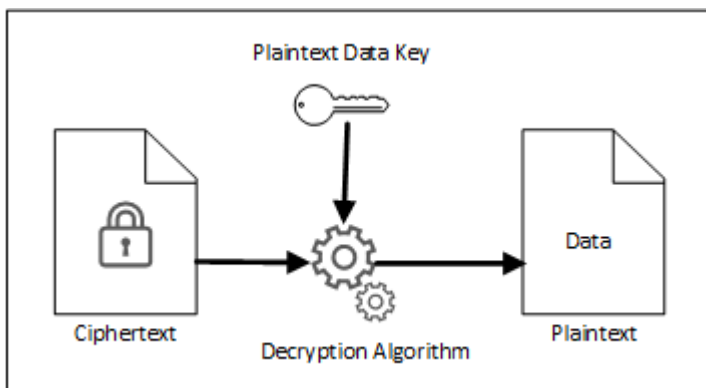 Plaintext Data Key
Data
Ciphertext
Decryption Algorithm
Plaintext